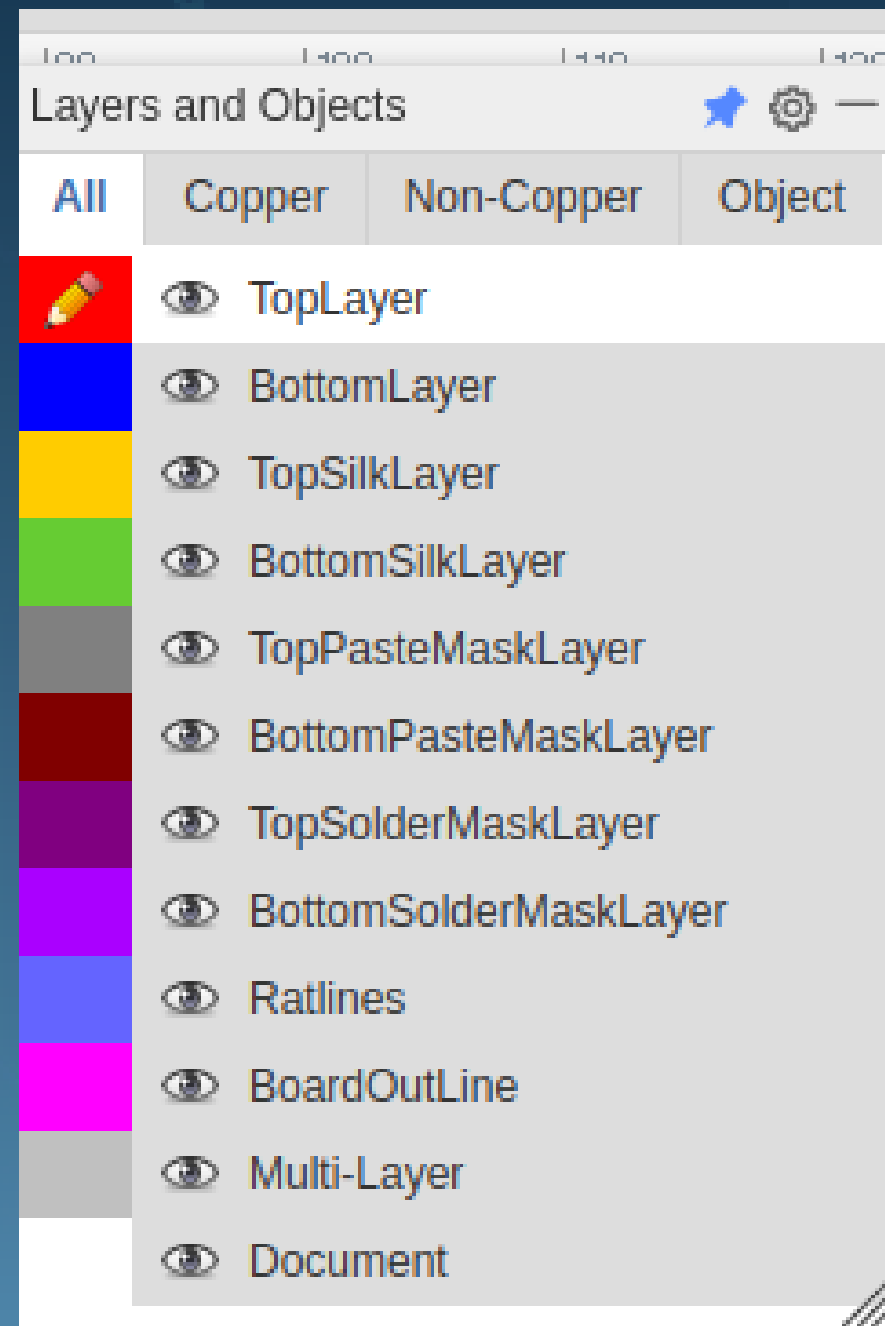 Layers and Objects
All Copper Non-Copper Object
TopLayer
BottomLayer
TopSilkLayer
BottomSilkLayer
TopPasteMaskLayer
BottomPasteMaskLayer
TopSolderMaskLayer
BottomSolderMaskLayer
Ratlines
BoardOutLine
Multi-Layer
Document